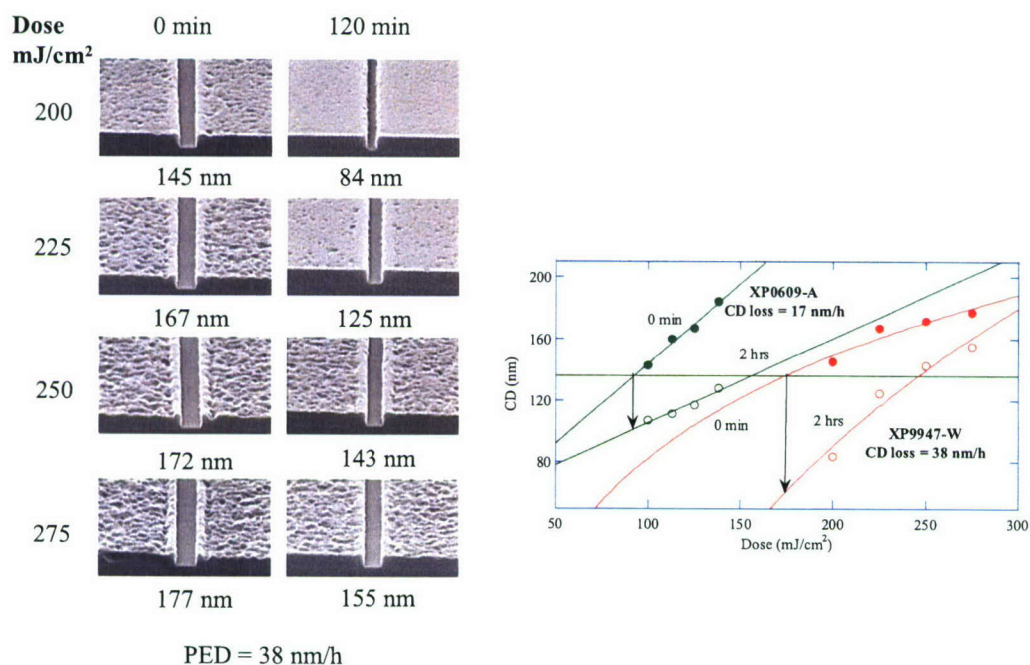 Dose
mJ/cm²
0 min
120 min
200
145 nm
84 nm
225
167 nm
125 nm
250
172 nm
143 nm
275
177 nm
155 nm
PED = 38 nm/h
210
160
120
80
CD (nm)
XP0609-A
CD loss = 17 nm/h
0 min
2 hrs
0 min
2 hrs
XP9947-W
CD loss = 38 nm/h
50
100
150
200
250
300
Dose (mJ/cm²)